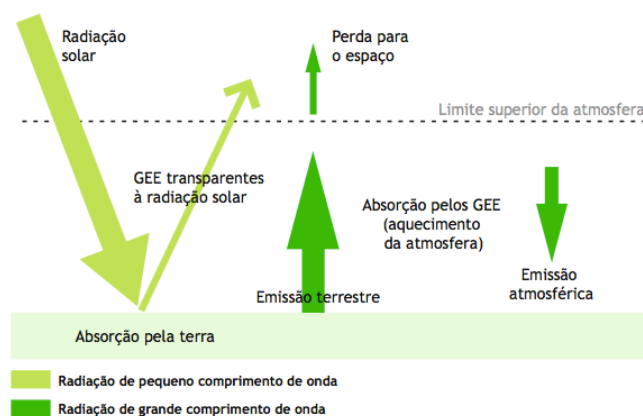 Radiação
solar
Perda para
o espaço
Limite superior da atmosfera
GEE transparentes
à radiação solar
Absorção pelos GEE
(aquecimento
da atmosfera)
Emissão terrestre
Emissão
atmosférica
Absorção pela terra
Radiação de pequeno comprimento de onda
Radiação de grande comprimento de onda